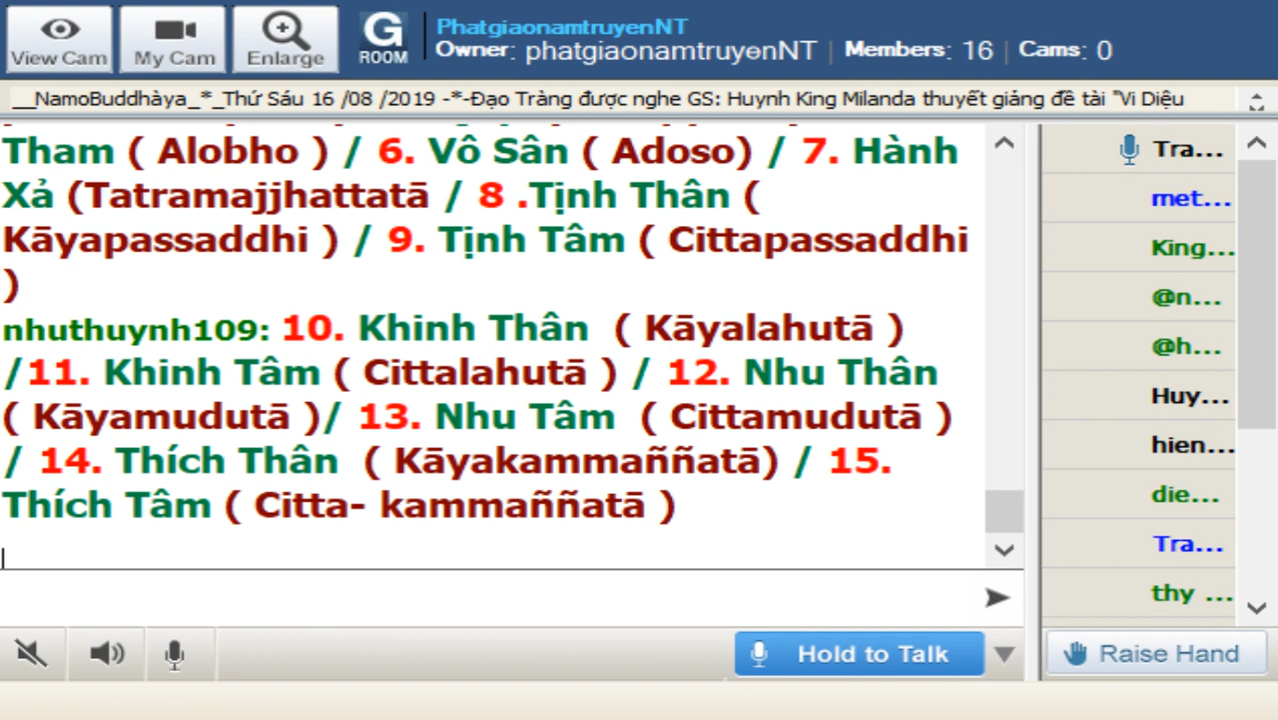 PhatgiaonamtruyenNT
View Cam My Cam Enlarge G ROOM Owner: phatgiaonamtruyenNT | Members: 16 | Cams: 0
__NamoBuddhàya_*_Thứ Sáu 16 /08 /2019 -*-Đạo Tràng được nghe GS: Huynh King Milanda thuyết giảng đề tài "Vi Diệu
Tham ( Alobho ) / 6. Vô Sân ( Adoso) / 7. Hành
Xả (Tatramajjhattatā / 8 .Tịnh Thân (
Kāyapassaddhi ) / 9. Tịnh Tâm ( Cittapassaddhi
)
nhuthuynh109: 10. Khinh Thân ( Kāyalahutā )
/11. Khinh Tâm ( Cittalahutā ) / 12. Nhu Thân
( Kāyamudutā )/ 13. Nhu Tâm ( Cittamudutā )
/ 14. Thích Thân ( Kāyakammaññatā) / 15.
Thích Tâm ( Citta- kammaññatā )
Tra...
met...
King...
@n...
@h...
Huy...
hien...
die...
Tra...
thy ...
Hold to Talk
Raise Hand